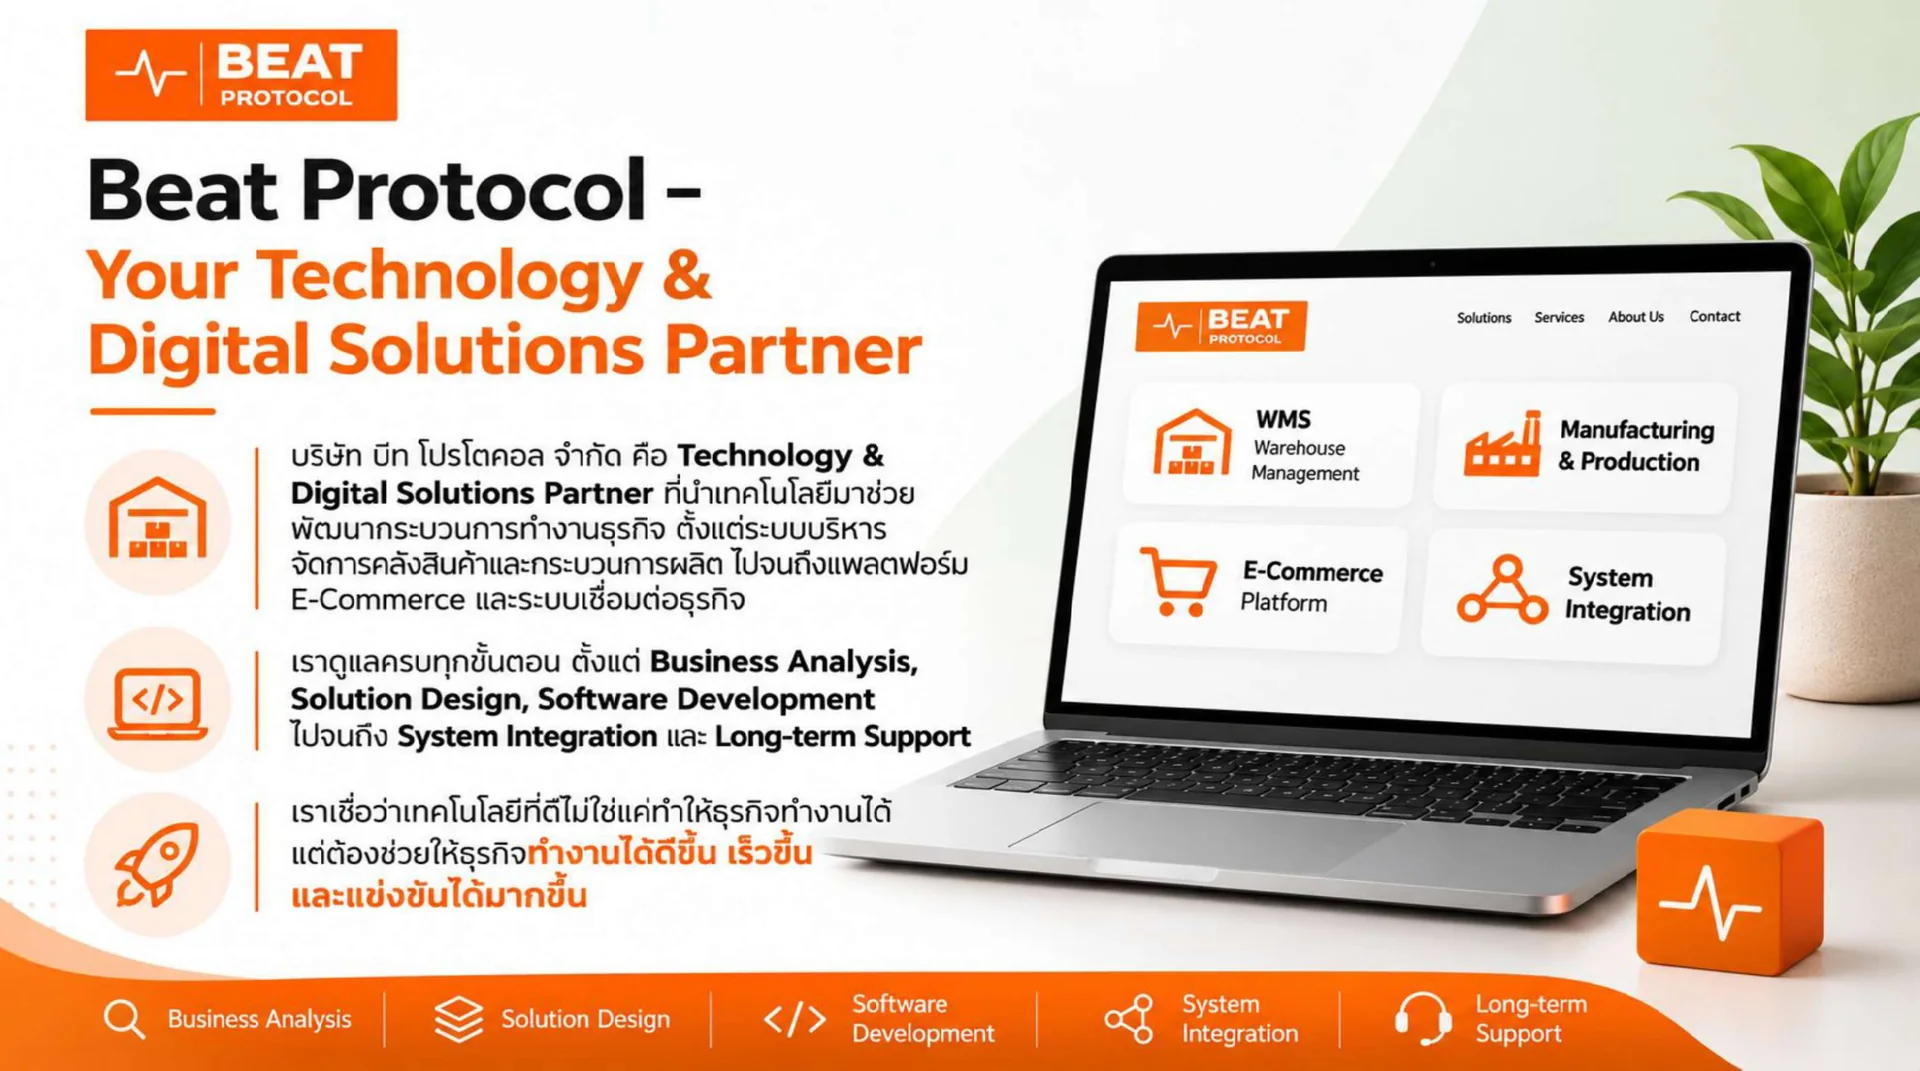 BEAT
PROTOCOL
Beat Protocol –
Your Technology &
Digital Solutions Partner
บริษัท บีท โปรโตคอล จำกัด คือ Technology &
Digital Solutions Partner ที่นำเทคโนโลยีมาช่วย
พัฒนากระบวนการทำงานธุรกิจ ตั้งแต่ระบบบริหาร
จัดการคลังสินค้าและกระบวนการผลิต ไปจนถึงแพลตฟอร์ม
E-Commerce และระบบเชื่อมต่อธุรกิจ
เราดูแลครบทุกขั้นตอน ตั้งแต่ Business Analysis,
Solution Design, Software Development
ไปจนถึง System Integration และ Long-term Support
เราเชื่อว่าเทคโนโลยีที่ดีไม่ใช่แค่ทำให้ธุรกิจทำงานได้
แต่ต้องช่วยให้ธุรกิจทำงานได้ดีขึ้น เร็วขึ้น
และแข่งขันได้มากขึ้น
BEAT
PROTOCOL
Solutions Services About Us Contact
WMS
Warehouse
Management
Manufacturing
& Production
E-Commerce
Platform
System
Integration
Business Analysis
Solution Design
Software
Development
System
Integration
Long-term
Support